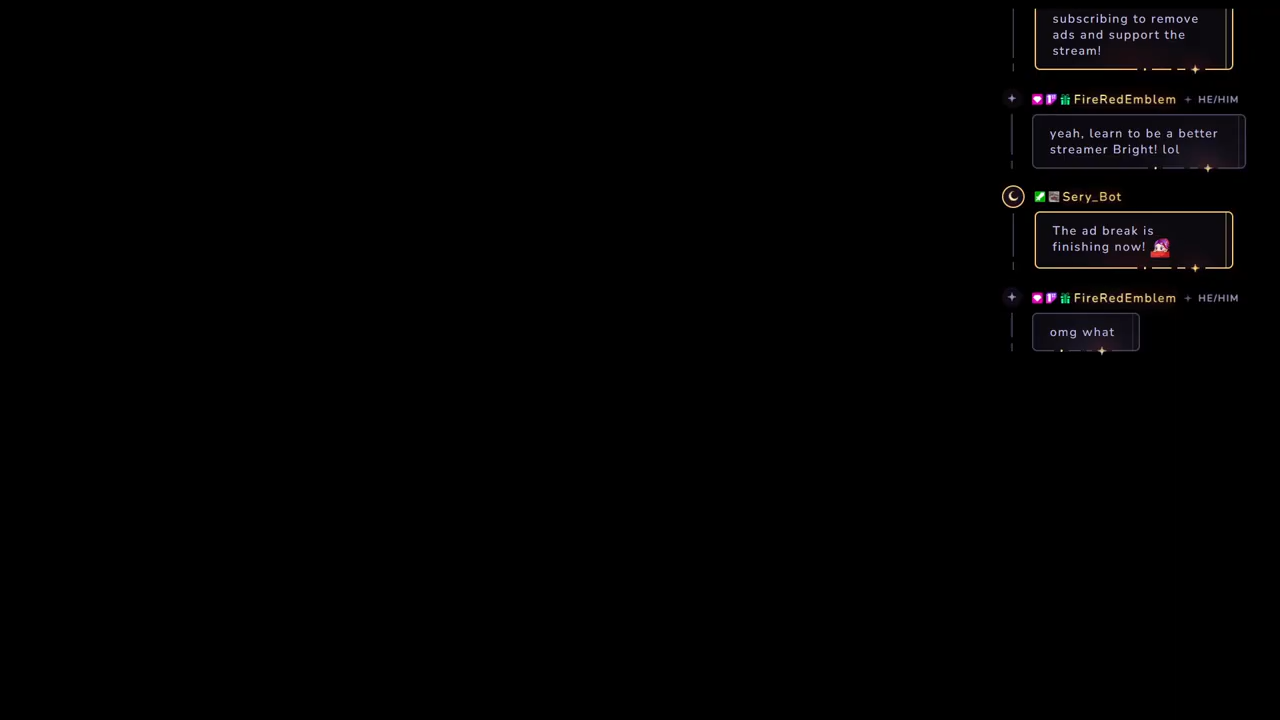 subscribing to remove
ads and support the
stream!
FireRedEmblem HE/HIM
yeah, learn to be a better
streamer Bright! lol
Sery_Bot
The ad break is
finishing now!
FireRedEmblem HE/HIM
omg what